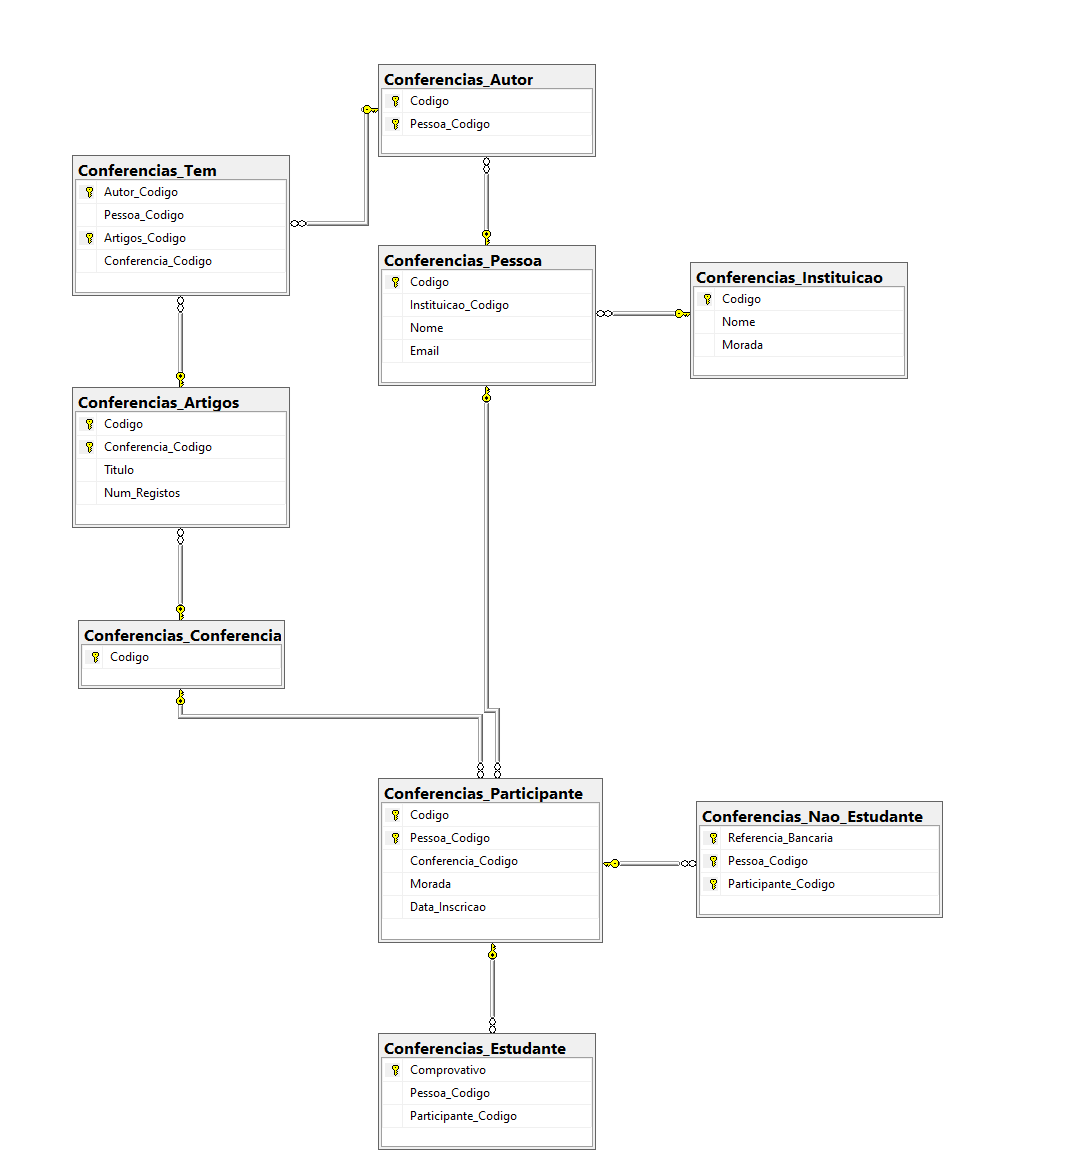 Conferencias_Autor
Codigo
Pessoa_Codigo
Conferencias_Tem
Autor_Codigo
Pessoa_Codigo
Artigos_Codigo
Conferencia_Codigo
Conferencias_Pessoa
Codigo
Instituicao_Codigo
Nome
Email
Conferencias_Instituicao
Codigo
Nome
Morada
Conferencias_Artigos
Codigo
Conferencia_Codigo
Titulo
Num_Registos
Conferencias_Conferencia
Codigo
Conferencias_Participante
Codigo
Pessoa_Codigo
Conferencia_Codigo
Morada
Data_Inscricao
Conferencias_Nao_Estudante
Referencia_Bancaria
Pessoa_Codigo
Participante_Codigo
Conferencias_Estudante
Comprovativo
Pessoa_Codigo
Participante_Codigo